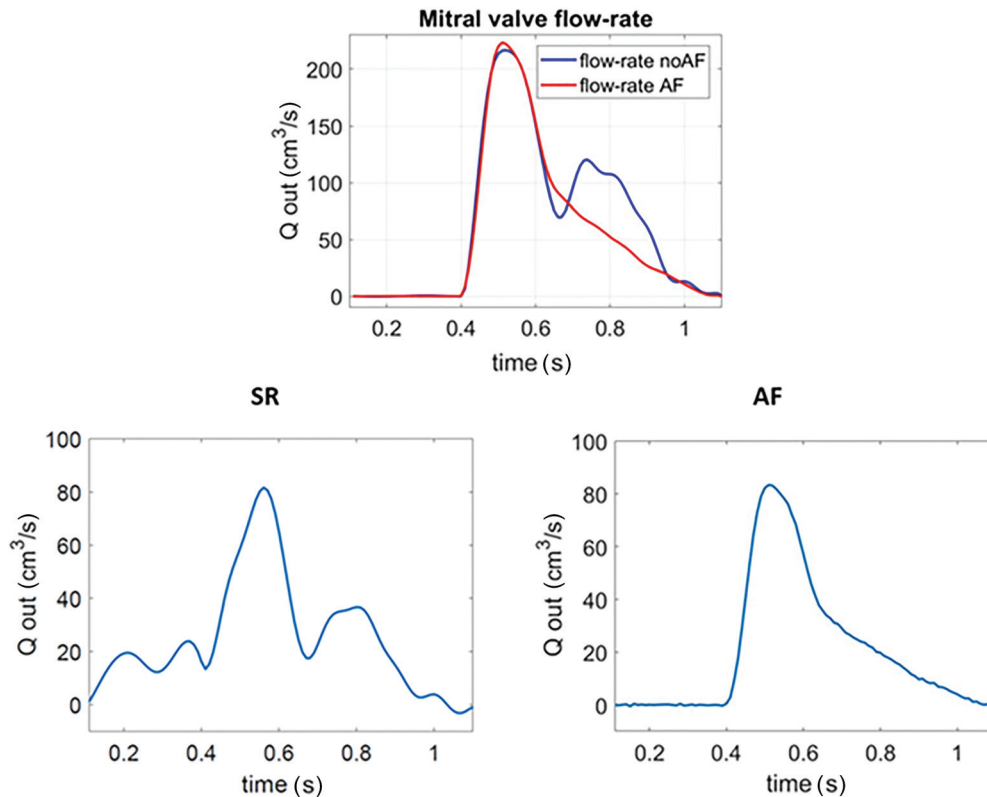 Mitral valve flow-rate
flow-rate noAF
flow-rate AF
Q out (cm³/s)
200
150
100
50
0
0.2 0.4 0.6 0.8 1
time (s)
SR
Q out (cm³/s)
100
80
60
40
20
0
0.2 0.4 0.6 0.8 1
time (s)
AF
Q out (cm³/s)
100
80
60
40
20
0
0.2 0.4 0.6 0.8 1
time (s)